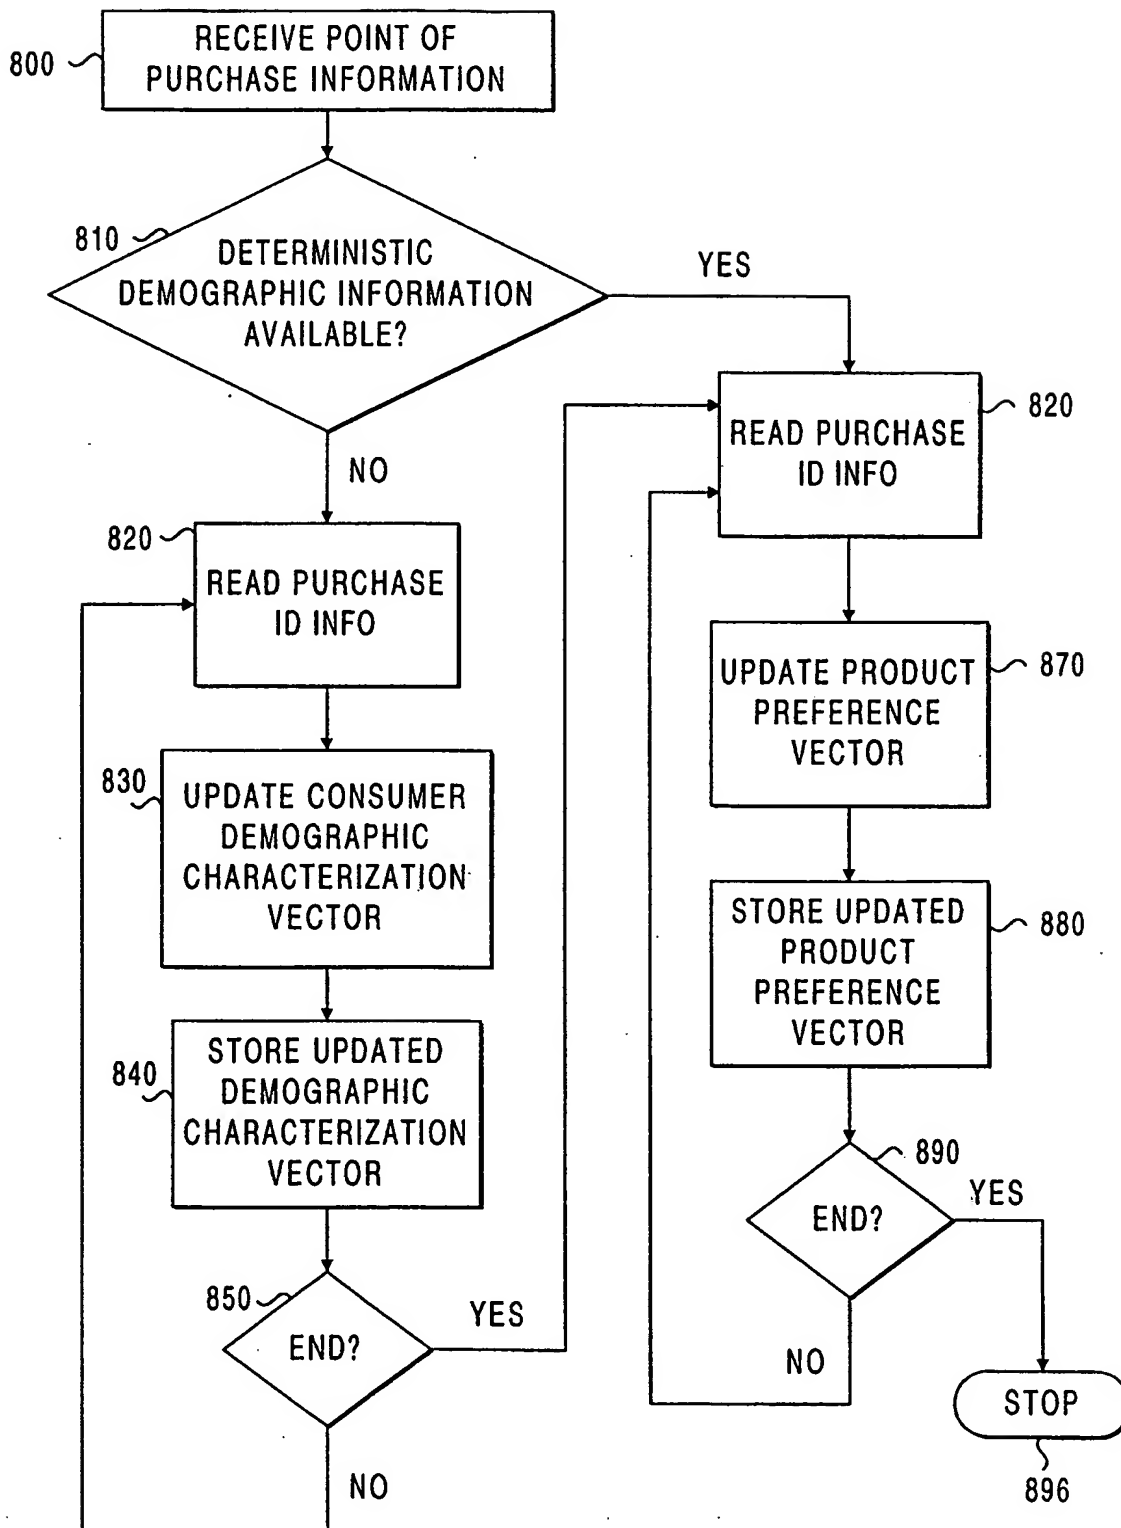 RECEIVE POINT OF
PURCHASE INFORMATION
800
810
DETERMINISTIC
DEMOGRAPHIC INFORMATION
AVAILABLE?
YES
NO
820
READ PURCHASE
ID INFO
830
UPDATE CONSUMER
DEMOGRAPHIC
CHARACTERIZATION
VECTOR
840
STORE UPDATED
DEMOGRAPHIC
CHARACTERIZATION
VECTOR
850
END?
YES
NO
READ PURCHASE
ID INFO
820
UPDATE PRODUCT
PREFERENCE
VECTOR
870
STORE UPDATED
PRODUCT
PREFERENCE
VECTOR
880
890
END?
YES
NO
STOP
896